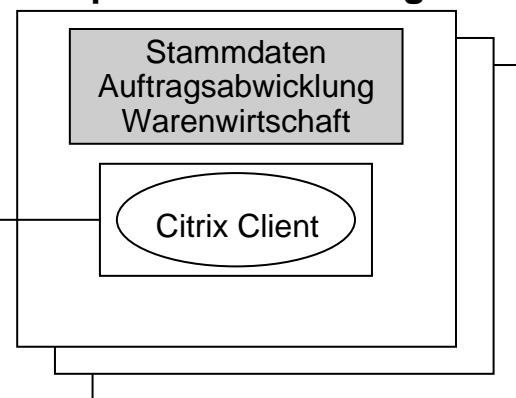 Stammdaten
Auftragsabwicklung
Warenwirtschaft
Citrix Client